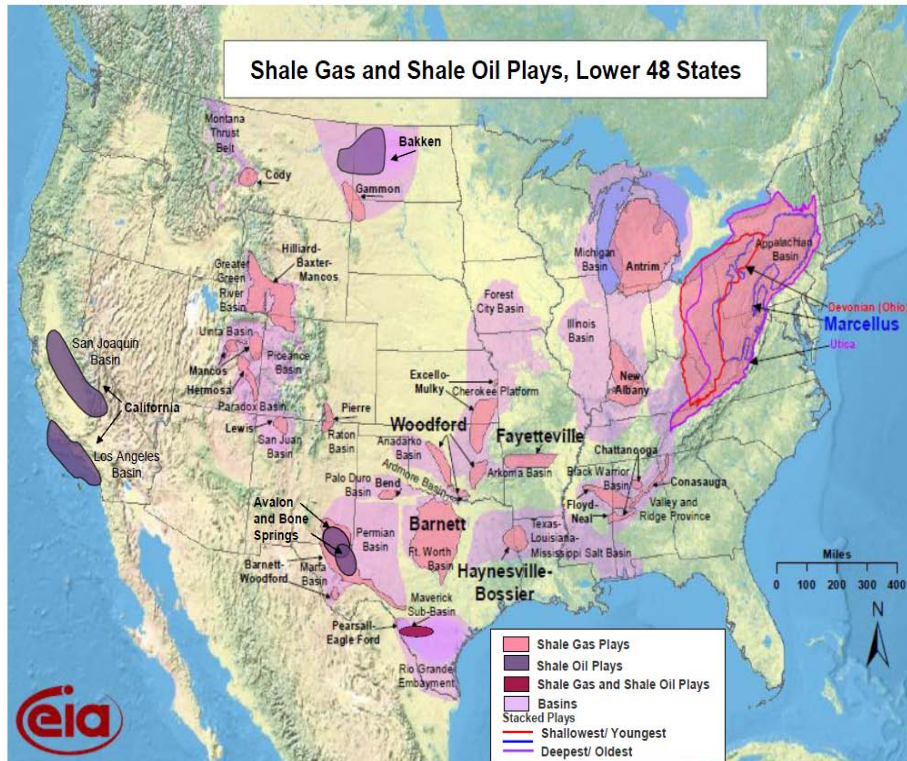 Shale Gas and Shale Oil Plays, Lower 48 States
Montana
Thrust
Belt
Cody
Bakken
Gammon
Hilliard-
Baxter-
Mancos
Greater
Green
River
Basin
Uinta Basin
Mancos
Piceance
Basin
Hermosa
Paradox Basin
Lewis
San Juan
Basin
Pierre
Raton
Basin
San Joaquin
Basin
California
Los Angeles
Basin
Michigan
Basin
Antrim
Appalachian
Basin
Devonian (Ohio)
Marcellus
Utica
Forest
City Basin
Illinois
Basin
New
Albany
Excello-
Mulky
Cherokee Platform
Woodford
Anadarko
Basin
Ardmore Basin
Fayetteville
Arkoma Basin
Chattanooga
Black Warrior
Basin
Conasauga
Floyd-
Neal
Valley and
Ridge Province
Palo Duro
Basin
Bend
Avalon
and Bone
Springs
Permian
Basin
Barnett
Ft. Worth
Basin
Barnett-
Woodford
Marfa
Basin
Texas-
Louisiana-
Mississippi Salt Basin
Haynesville-
Bossier
Maverick
Sub-Basin
Pearsall-
Eagle Ford
Rio Grande
Embayment
Miles
0 100 200 300 400
N
Shale Gas Plays
Shale Oil Plays
Shale Gas and Shale Oil Plays
Basins
Stacked Plays
Shallowest/ Youngest
Deepest/ Oldest
eia